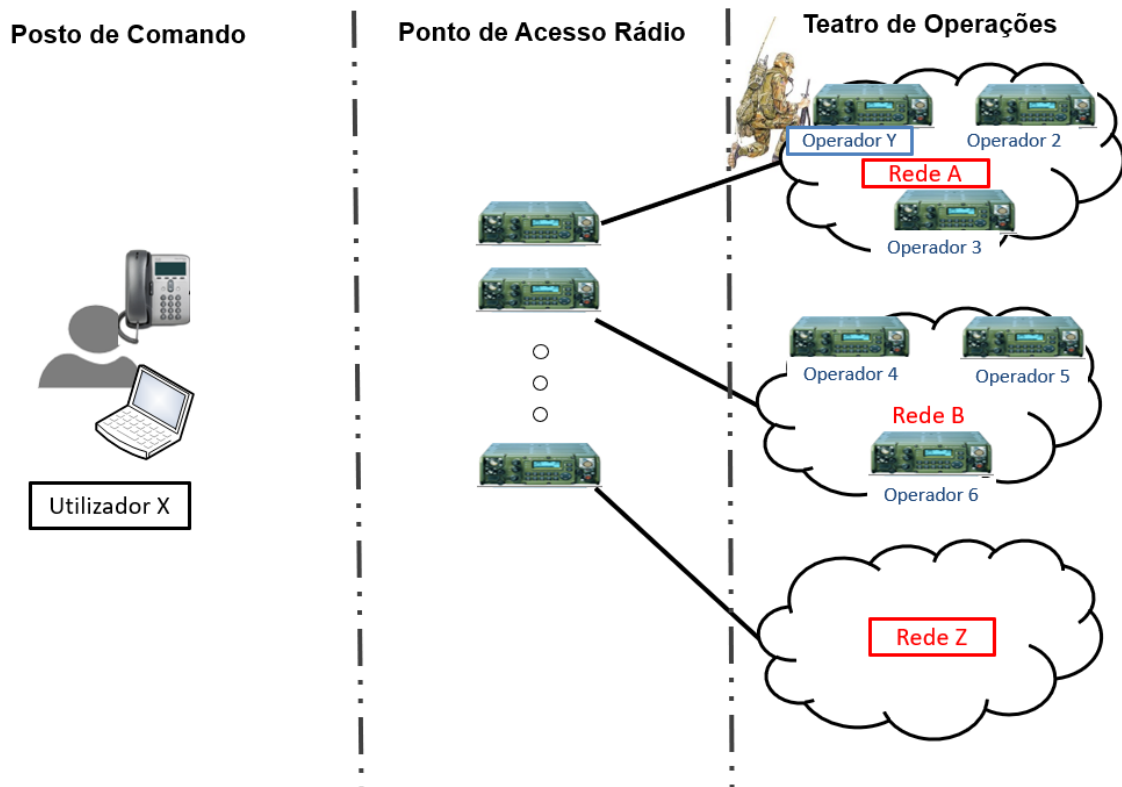 Posto de Comando
Ponto de Acesso Rádio
Teatro de Operações
Utilizador X
Operador Y
Operador 2
Rede A
Operador 3
Operador 4
Operador 5
Rede B
Operador 6
Rede Z